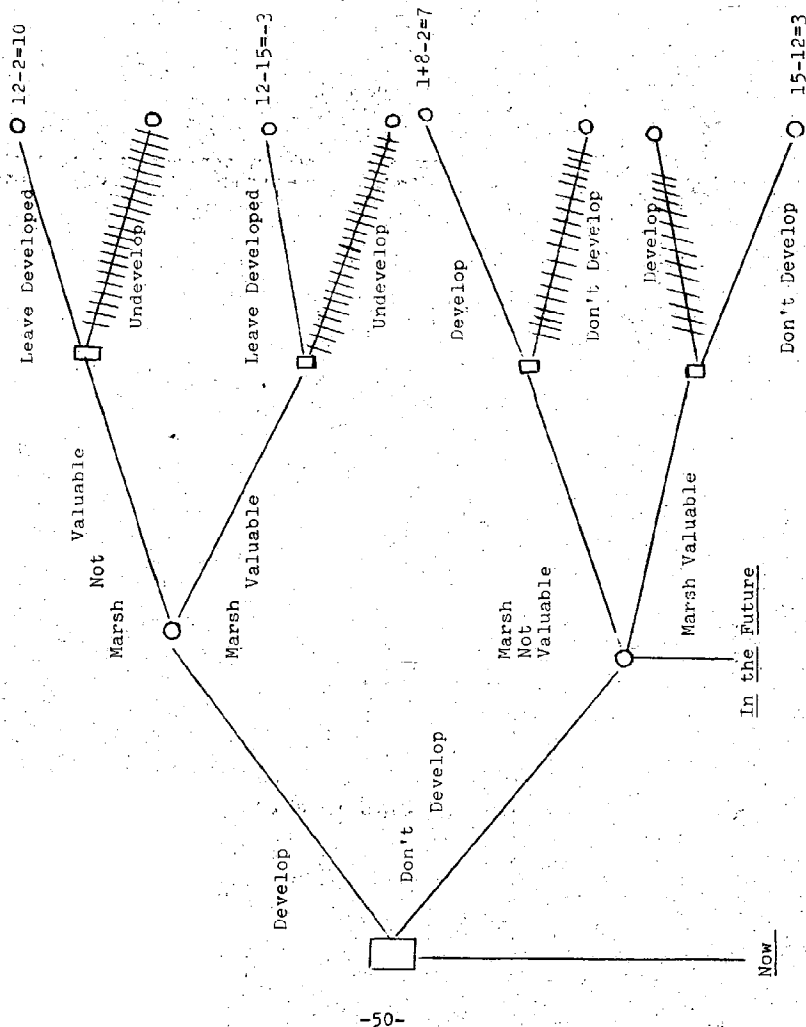 Now
In the Future
Develop
Don't Develop
Marsh Not Valuable
Marsh Valuable
Marsh
Not
Valuable
Marsh Valuable
Leave Developed
12-2=10
Undevelop
Leave Developed
12-15=-3
Undevelop
Develop
1+8-2=7
Don't Develop
Develop
Don't Develop
15-12=3
-50-